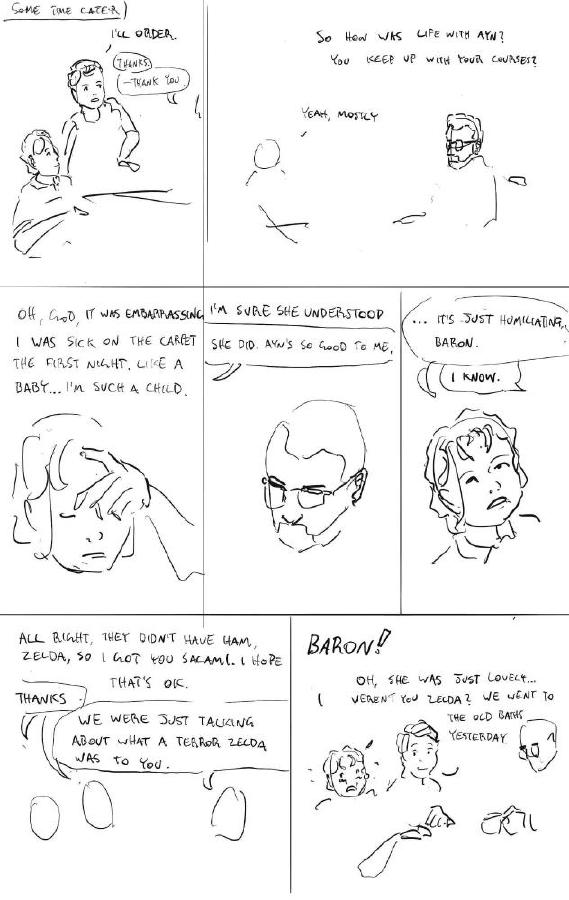 SOME TIME LATER
I'LL ORDER.
THANKS.
—THANK YOU
SO HOW WAS LIFE WITH AYN?
YOU KEEP UP WITH YOUR COURSES?
YEAH, MOSTLY
OH, GOD, IT WAS EMBARRASSING
I WAS SICK ON THE CARPET
THE FIRST NIGHT. LIKE A
BABY... I'M SUCH A CHILD.
I'M SURE SHE UNDERSTOOD
SHE DID. AYN'S SO GOOD TO ME.
... IT'S JUST HUMILIATING,
BARON.
I KNOW.
ALL RIGHT, THEY DIDN'T HAVE HAM,
ZELDA, SO I GOT YOU SALAMI. I HOPE
THAT'S OK.
THANKS
WE WERE JUST TALKING
ABOUT WHAT A TERROR ZELDA
WAS TO YOU.
BARON!
OH, SHE WAS JUST LOVELY...
WEREN'T YOU ZELDA? WE WENT TO
THE OLD BATHS
YESTERDAY